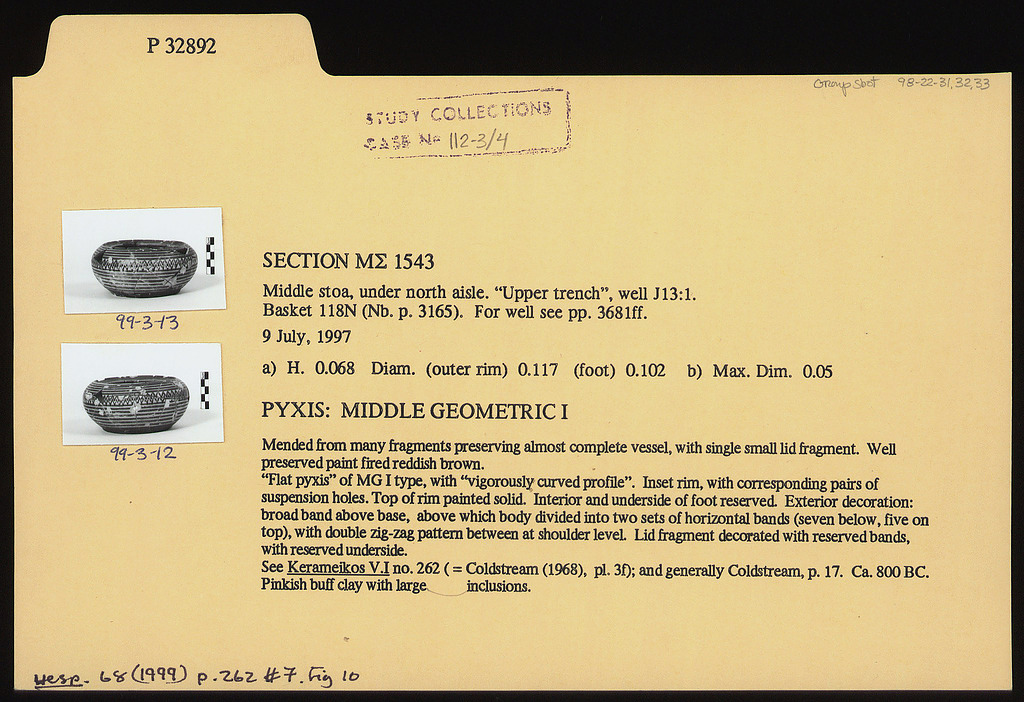 P 32892
Group Shot 98-22-31,32,33
STUDY COLLECTIONS
CASE No 112-3/4
99-3-13
99-3-12
SECTION ΜΣ 1543
Middle stoa, under north aisle. “Upper trench”, well J13:1.
Basket 118N (Nb. p. 3165). For well see pp. 3681ff.
9 July, 1997
a) H. 0.068 Diam. (outer rim) 0.117 (foot) 0.102 b) Max. Dim. 0.05
PYXIS: MIDDLE GEOMETRIC I
Mended from many fragments preserving almost complete vessel, with single small lid fragment. Well
preserved paint fired reddish brown.
“Flat pyxis” of MG I type, with “vigorously curved profile”. Inset rim, with corresponding pairs of
suspension holes. Top of rim painted solid. Interior and underside of foot reserved. Exterior decoration:
broad band above base, above which body divided into two sets of horizontal bands (seven below, five on
top), with double zig-zag pattern between at shoulder level. Lid fragment decorated with reserved bands,
with reserved underside.
See Kerameikos V.I no. 262 ( = Coldstream (1968), pl. 3f); and generally Coldstream, p. 17. Ca. 800 BC.
Pinkish buff clay with large inclusions.
Hesp. 68 (1999) p. 262 #7. Fig 10